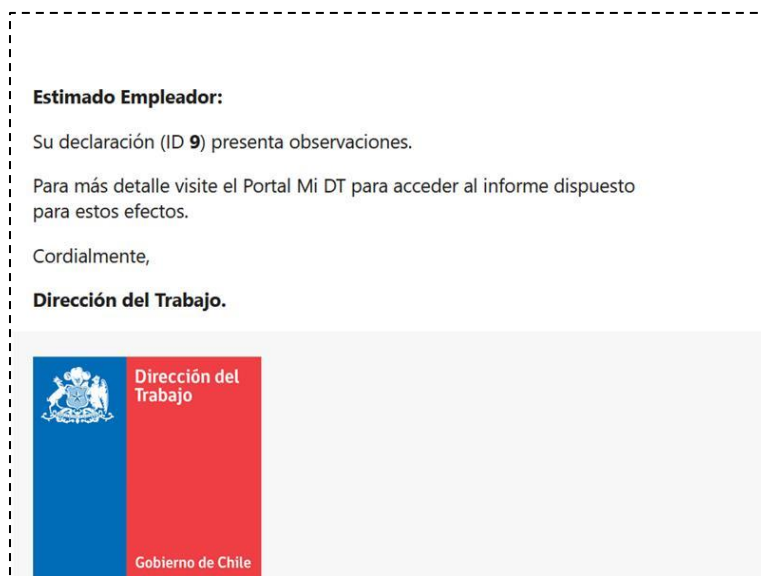 Estimado Empleador:
Su declaración (ID 9) presenta observaciones.
Para más detalle visite el Portal Mi DT para acceder al informe dispuesto
para estos efectos.
Cordialmente,
Dirección del Trabajo.
Dirección del
Trabajo
Gobierno de Chile